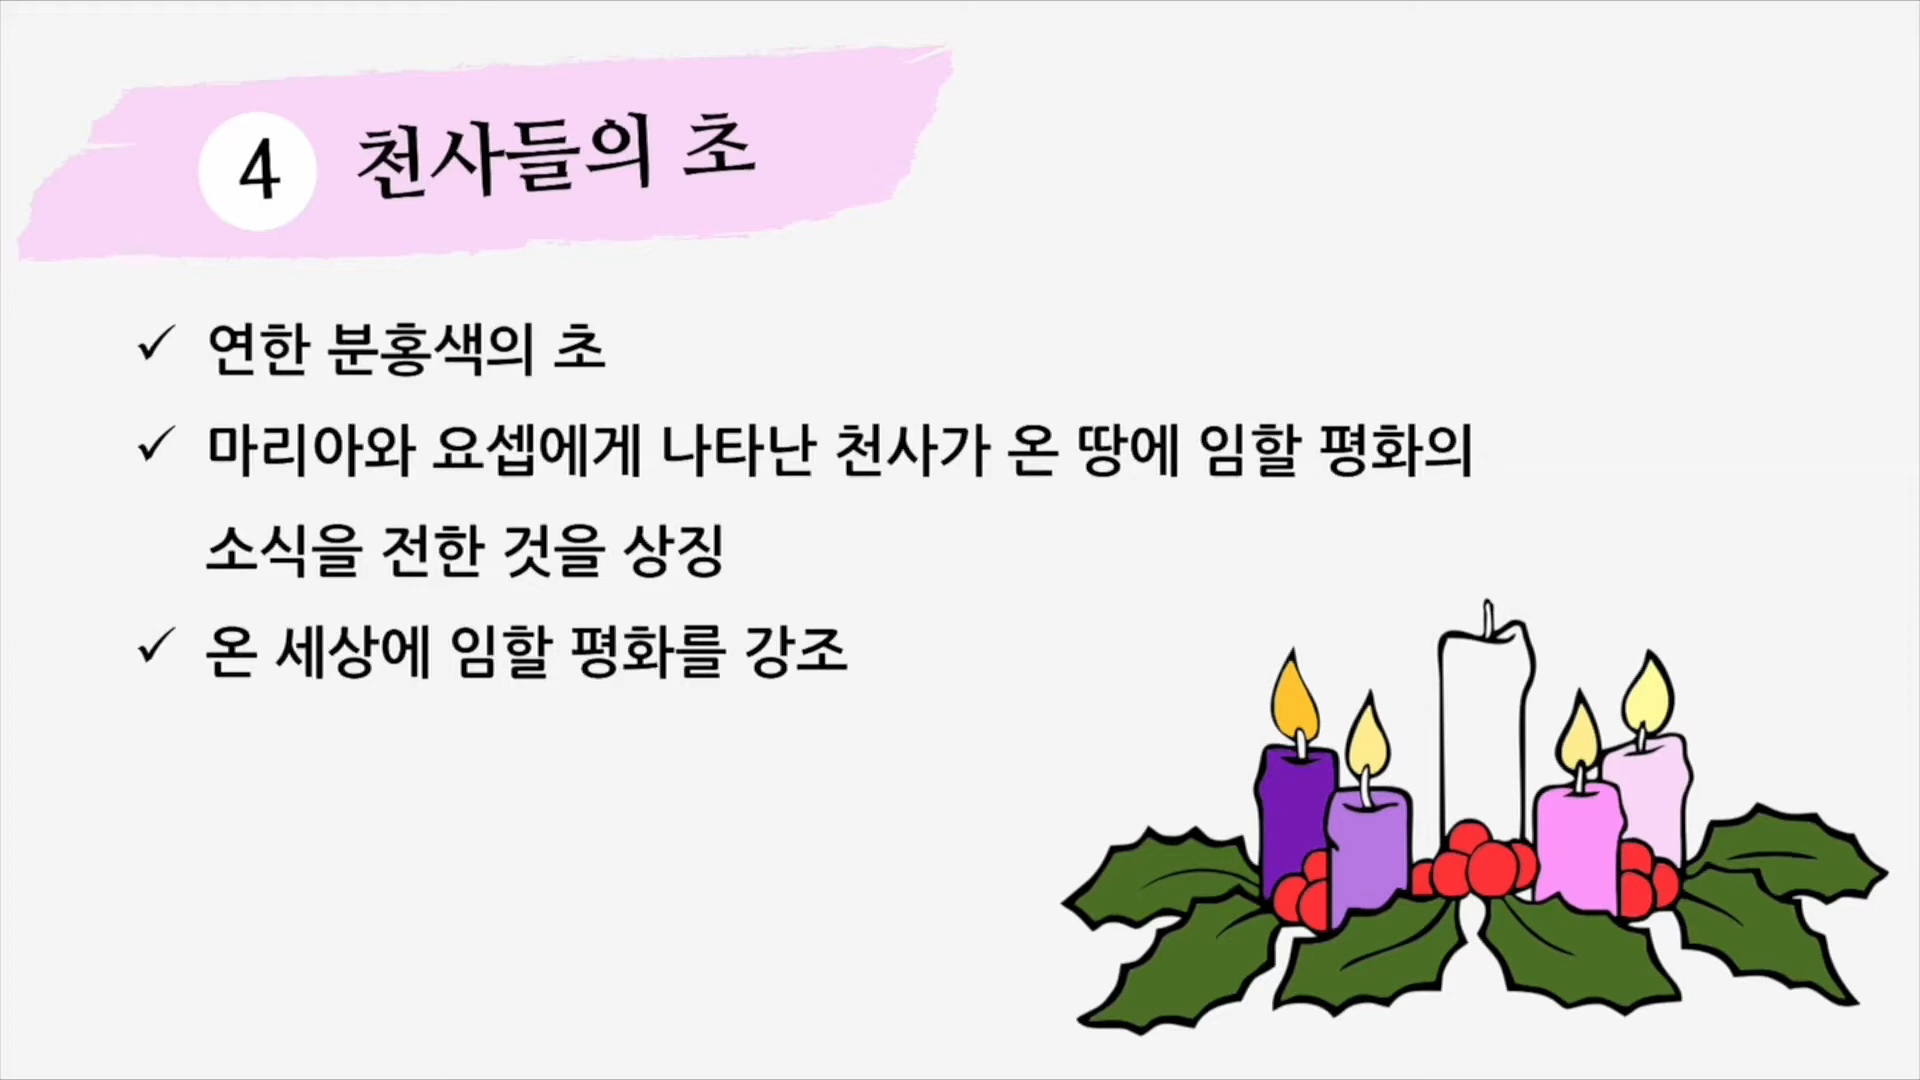 4 천사들의 초
✓ 연한 분홍색의 초
✓ 마리아와 요셉에게 나타난 천사가 온 땅에 임할 평화의
소식을 전한 것을 상징
✓ 온 세상에 임할 평화를 강조